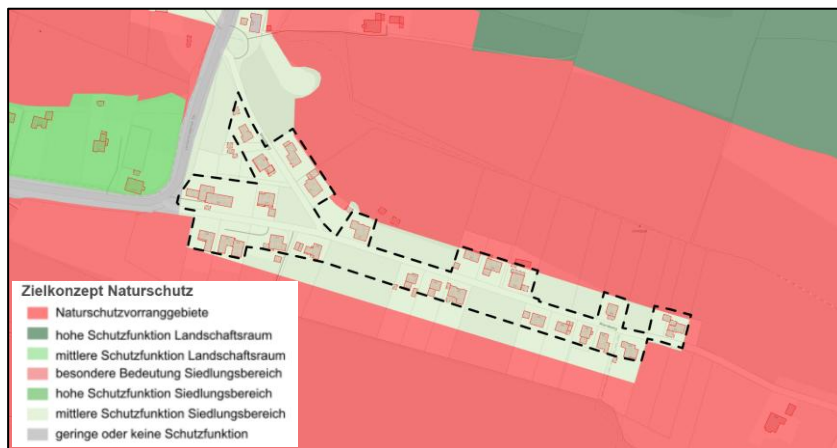 Zielkonzept Naturschutz
Naturschutzvorranggebiete
hohe Schutzfunktion Landschaftsraum
mittlere Schutzfunktion Landschaftsraum
besondere Bedeutung Siedlungsbereich
hohe Schutzfunktion Siedlungsbereich
mittlere Schutzfunktion Siedlungsbereich
geringe oder keine Schutzfunktion